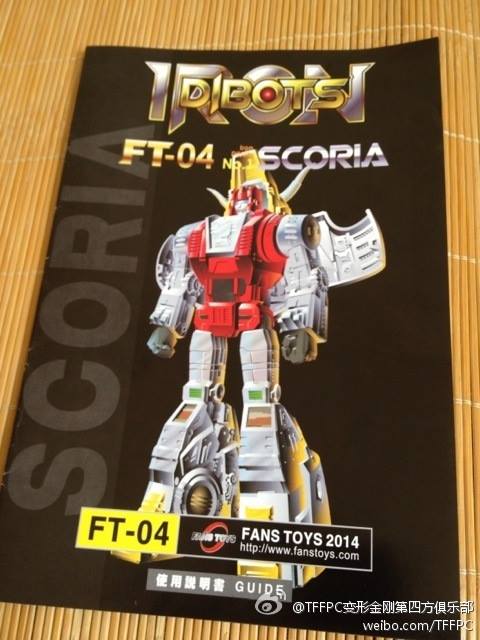 IRON
DIBOTS
FT-04 No.1 SCORIA
SCORIA
FT-04
FANS TOYS
FANS TOYS 2014
http://www.fanstoys.com
使用説明書 GUIDE
@TFFPC变形金刚第四方俱乐部
weibo.com/TFFPC